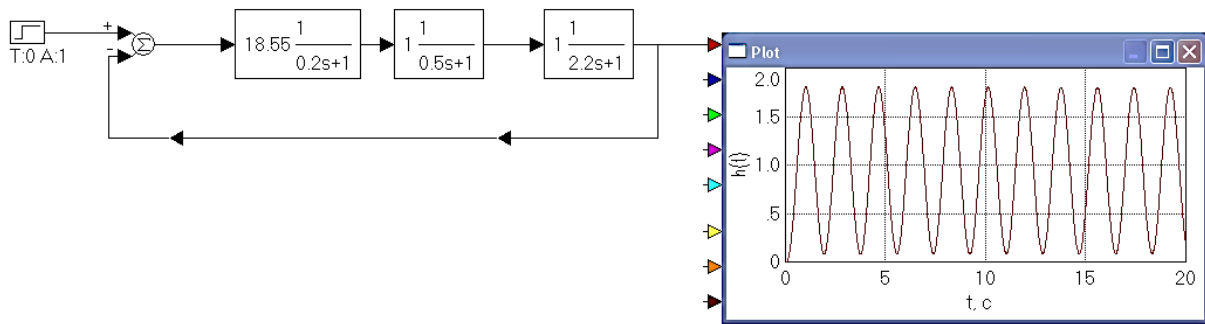 T:0 A:1
+
−
Σ
18.55 1/0.2s+1
1 1/0.5s+1
1 1/2.2s+1
Plot
2.0
1.5
1.0
.5
0
h(t)
0 5 10 15 20
t, c